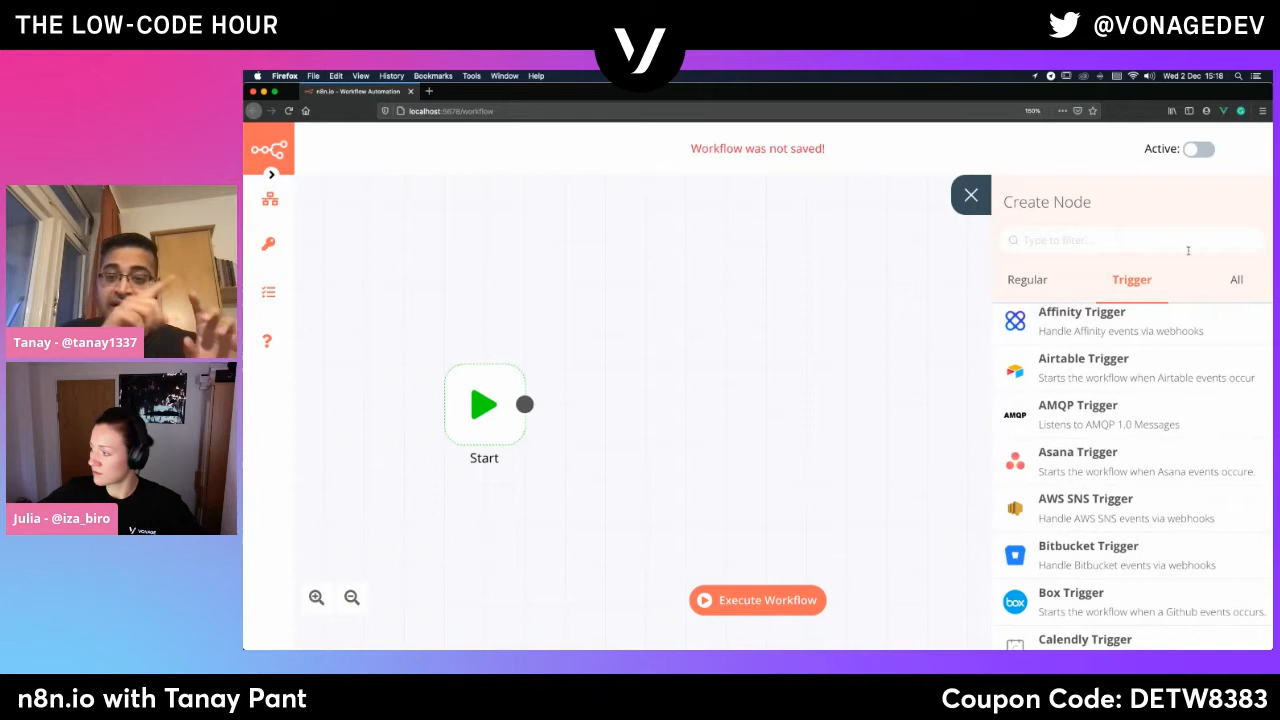 THE LOW-CODE HOUR
@VONAGEDEV
Firefox File Edit View History Bookmarks Tools Window Help
Wed 2 Dec 15:18
n8n.io - Workflow Automation
localhost:5678/workflow
150%
Workflow was not saved!
Active:
Create Node
Type to filter...
Regular Trigger All
Affinity Trigger
Handle Affinity events via webhooks
Airtable Trigger
Starts the workflow when Airtable events occur
AMQP
AMQP Trigger
Listens to AMQP 1.0 Messages
Asana Trigger
Starts the workflow when Asana events occure.
AWS SNS Trigger
Handle AWS SNS events via webhooks
Bitbucket Trigger
Handle Bitbucket events via webhooks
box
Box Trigger
Starts the workflow when a Github events occurs.
Calendly Trigger
Start
Execute Workflow
Tanay - @tanay1337
Julia - @iza_biro
VONAGE
n8n.io with Tanay Pant
Coupon Code: DETW8383